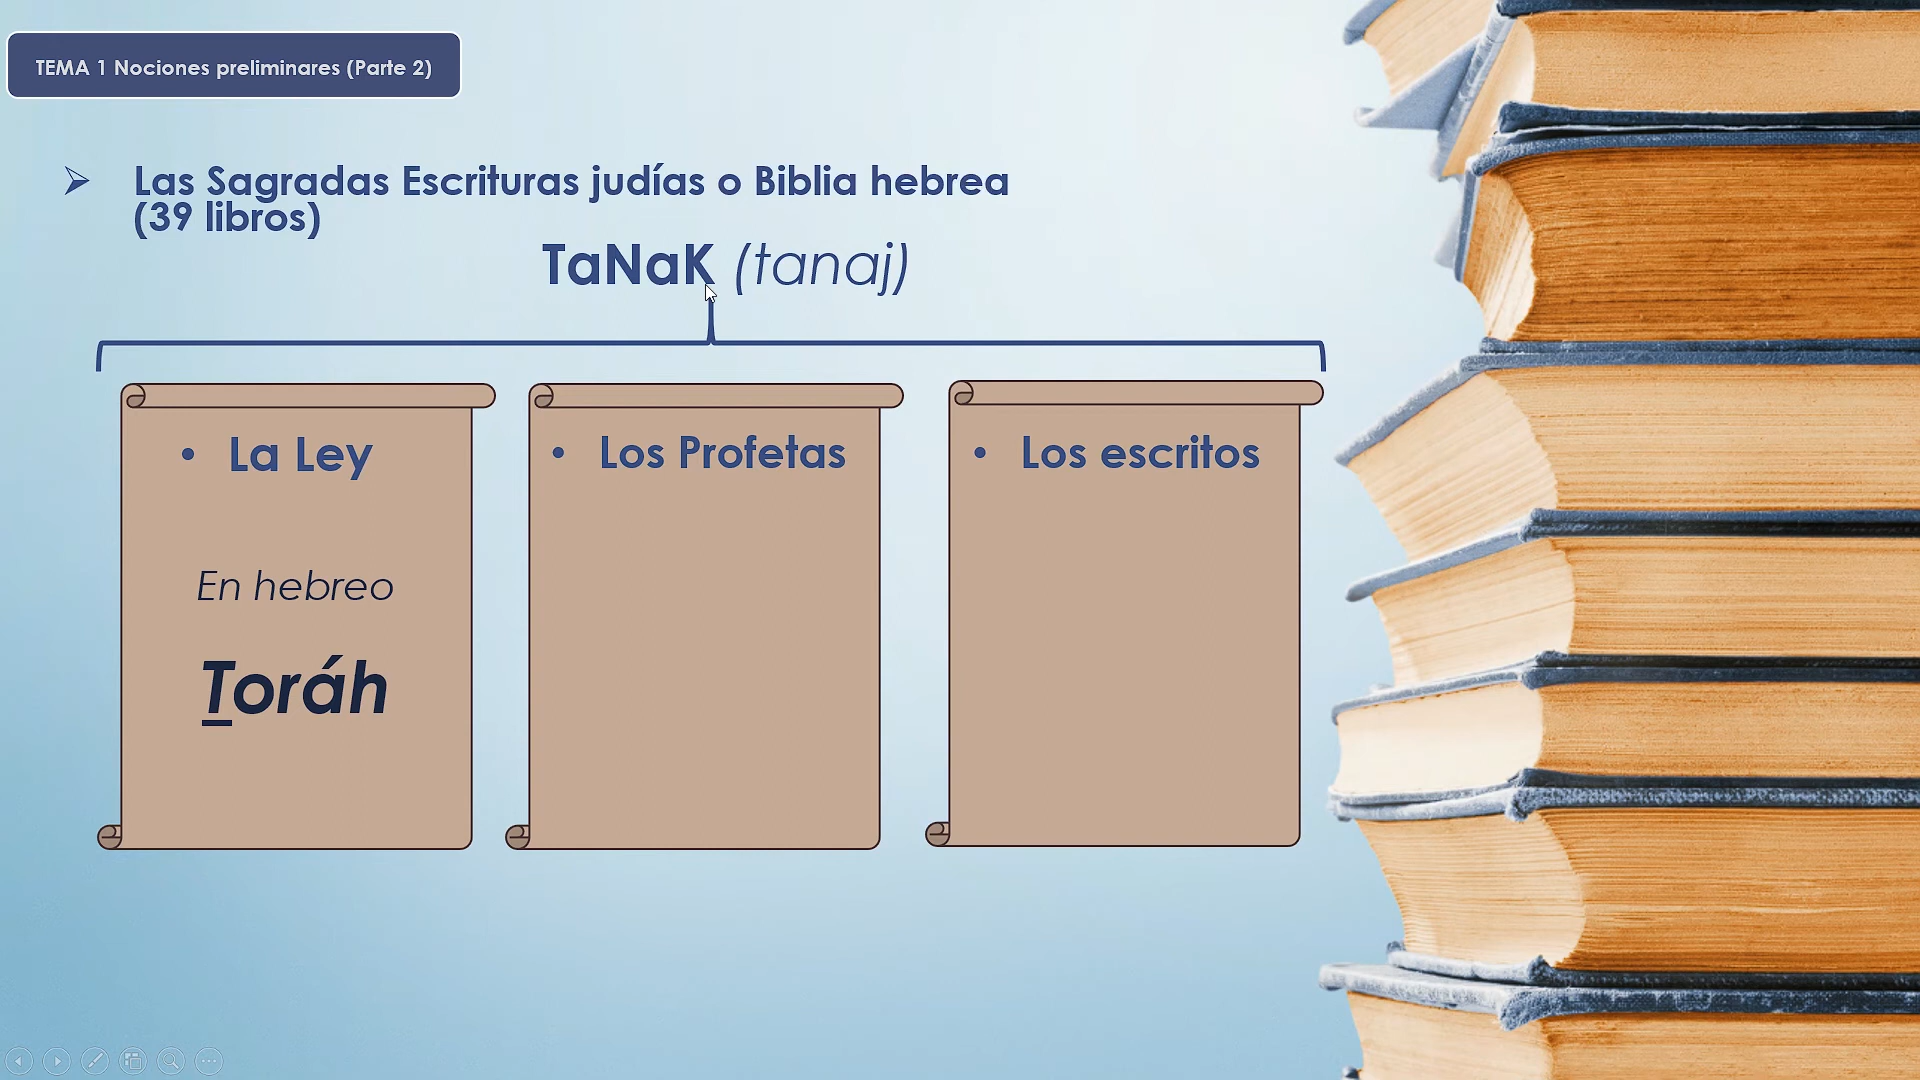 TEMA 1 Nociones preliminares (Parte 2)
Las Sagradas Escrituras judías o Biblia hebrea
(39 libros)
TaNaK (tanaj)
La Ley
En hebreo
Toráh
Los Profetas
Los escritos